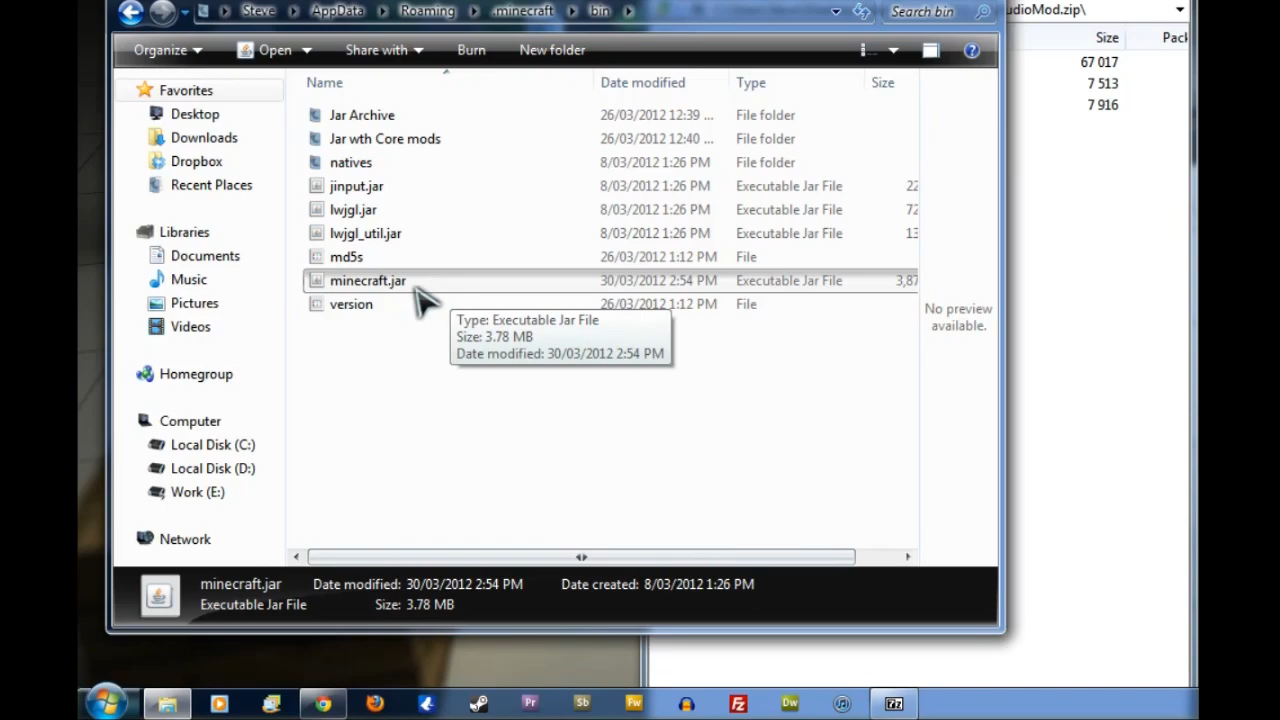 Steve AppData Roaming .minecraft bin Search bin udioMod.zip\
Organize Open Share with Burn New folder
Size Pack
67 017
7 513
7 916
Name Date modified Type Size
Favorites
Desktop
Downloads
Dropbox
Recent Places
Libraries
Documents
Music
Pictures
Videos
Homegroup
Computer
Local Disk (C:)
Local Disk (D:)
Work (E:)
Network
Jar Archive 26/03/2012 12:39 ... File folder
Jar wth Core mods 26/03/2012 12:40 ... File folder
natives 8/03/2012 1:26 PM File folder
jinput.jar 8/03/2012 1:26 PM Executable Jar File 22
lwjgl.jar 8/03/2012 1:26 PM Executable Jar File 72
lwjgl_util.jar 8/03/2012 1:26 PM Executable Jar File 13
md5s 26/03/2012 1:12 PM File
minecraft.jar 30/03/2012 2:54 PM Executable Jar File 3,87
version 26/03/2012 1:12 PM File
Type: Executable Jar File
Size: 3.78 MB
Date modified: 30/03/2012 2:54 PM
No preview
available.
minecraft.jar Date modified: 30/03/2012 2:54 PM Date created: 8/03/2012 1:26 PM
Executable Jar File Size: 3.78 MB
Pr Sb Fw Fz Dw 7z